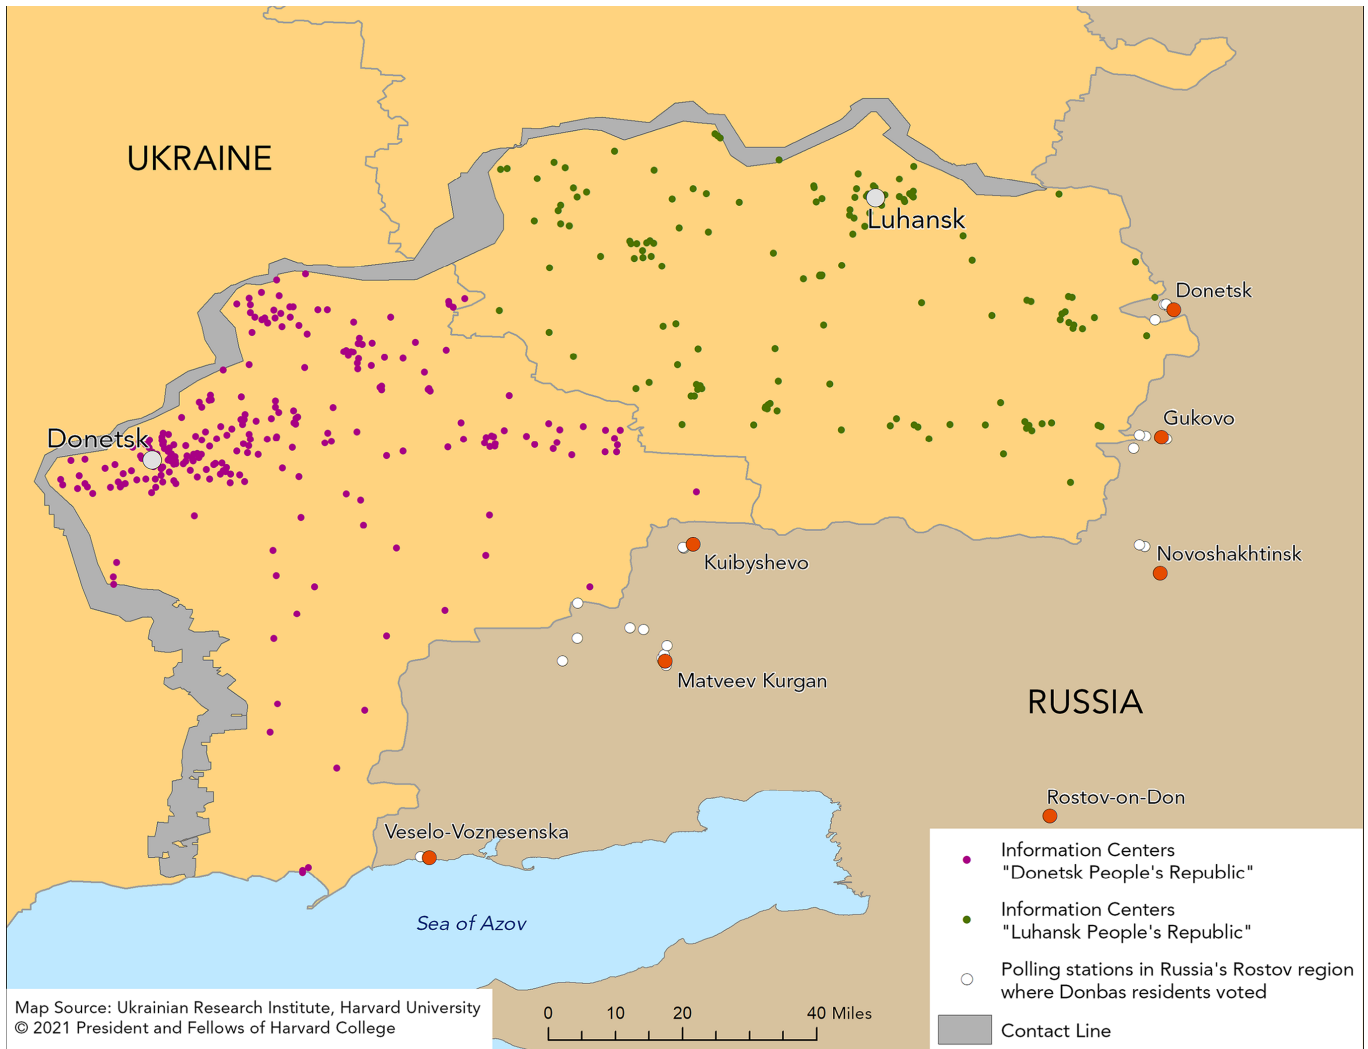 UKRAINE
Luhansk
Donetsk
Donetsk
Gukovo
Novoshakhtinsk
Kuibyshevo
Matveev Kurgan
RUSSIA
Rostov-on-Don
Veselo-Voznesenska
Sea of Azov
Information Centers
"Donetsk People's Republic"
Information Centers
"Luhansk People's Republic"
Polling stations in Russia's Rostov region
where Donbas residents voted
Contact Line
Map Source: Ukrainian Research Institute, Harvard University
© 2021 President and Fellows of Harvard College
0 10 20 40 Miles